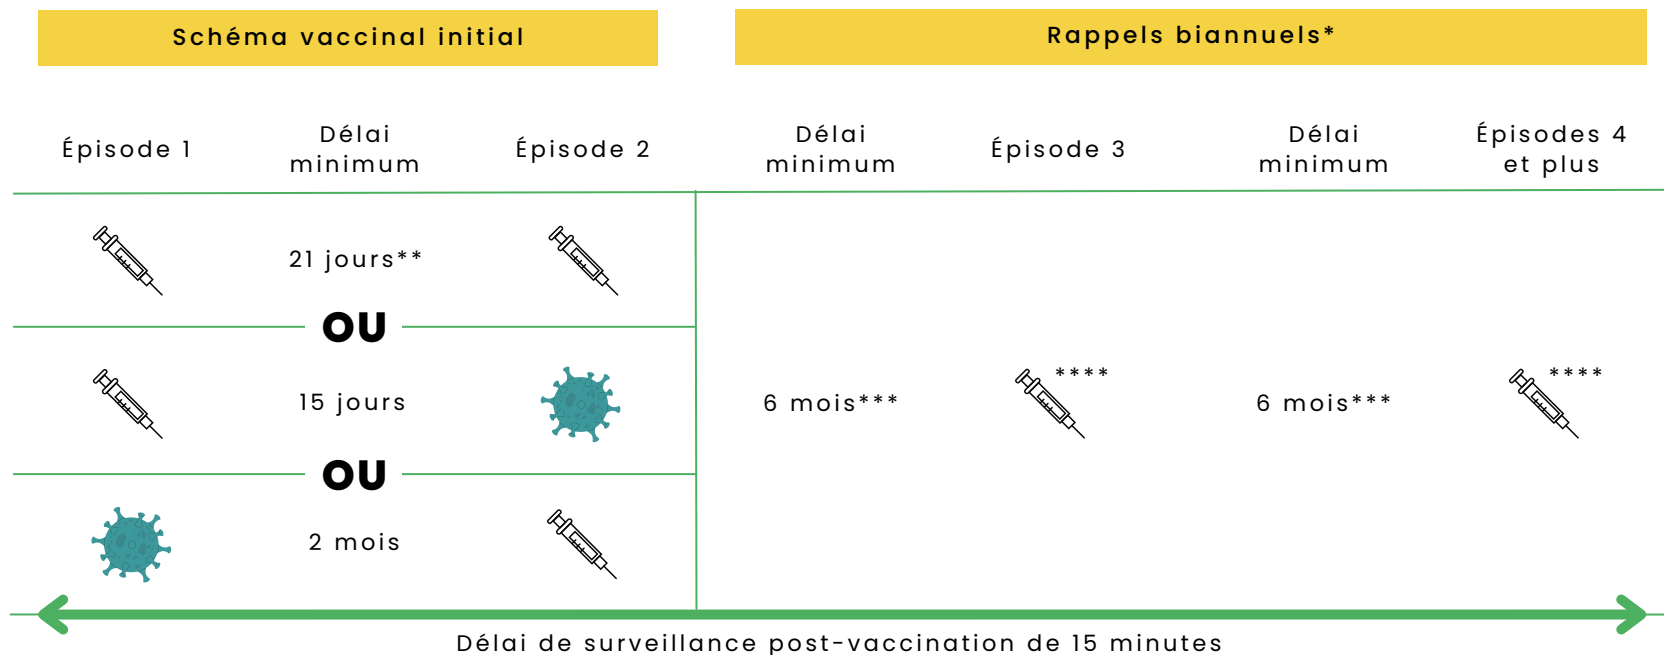 Schéma vaccinal initial
Rappels biannuels*
Épisode 1
Délai
minimum
Épisode 2
Délai
minimum
Épisode 3
Délai
minimum
Épisodes 4
et plus
21 jours**
OU
15 jours
6 mois***
****
6 mois***
****
OU
2 mois
Délai de surveillance post-vaccination de 15 minutes